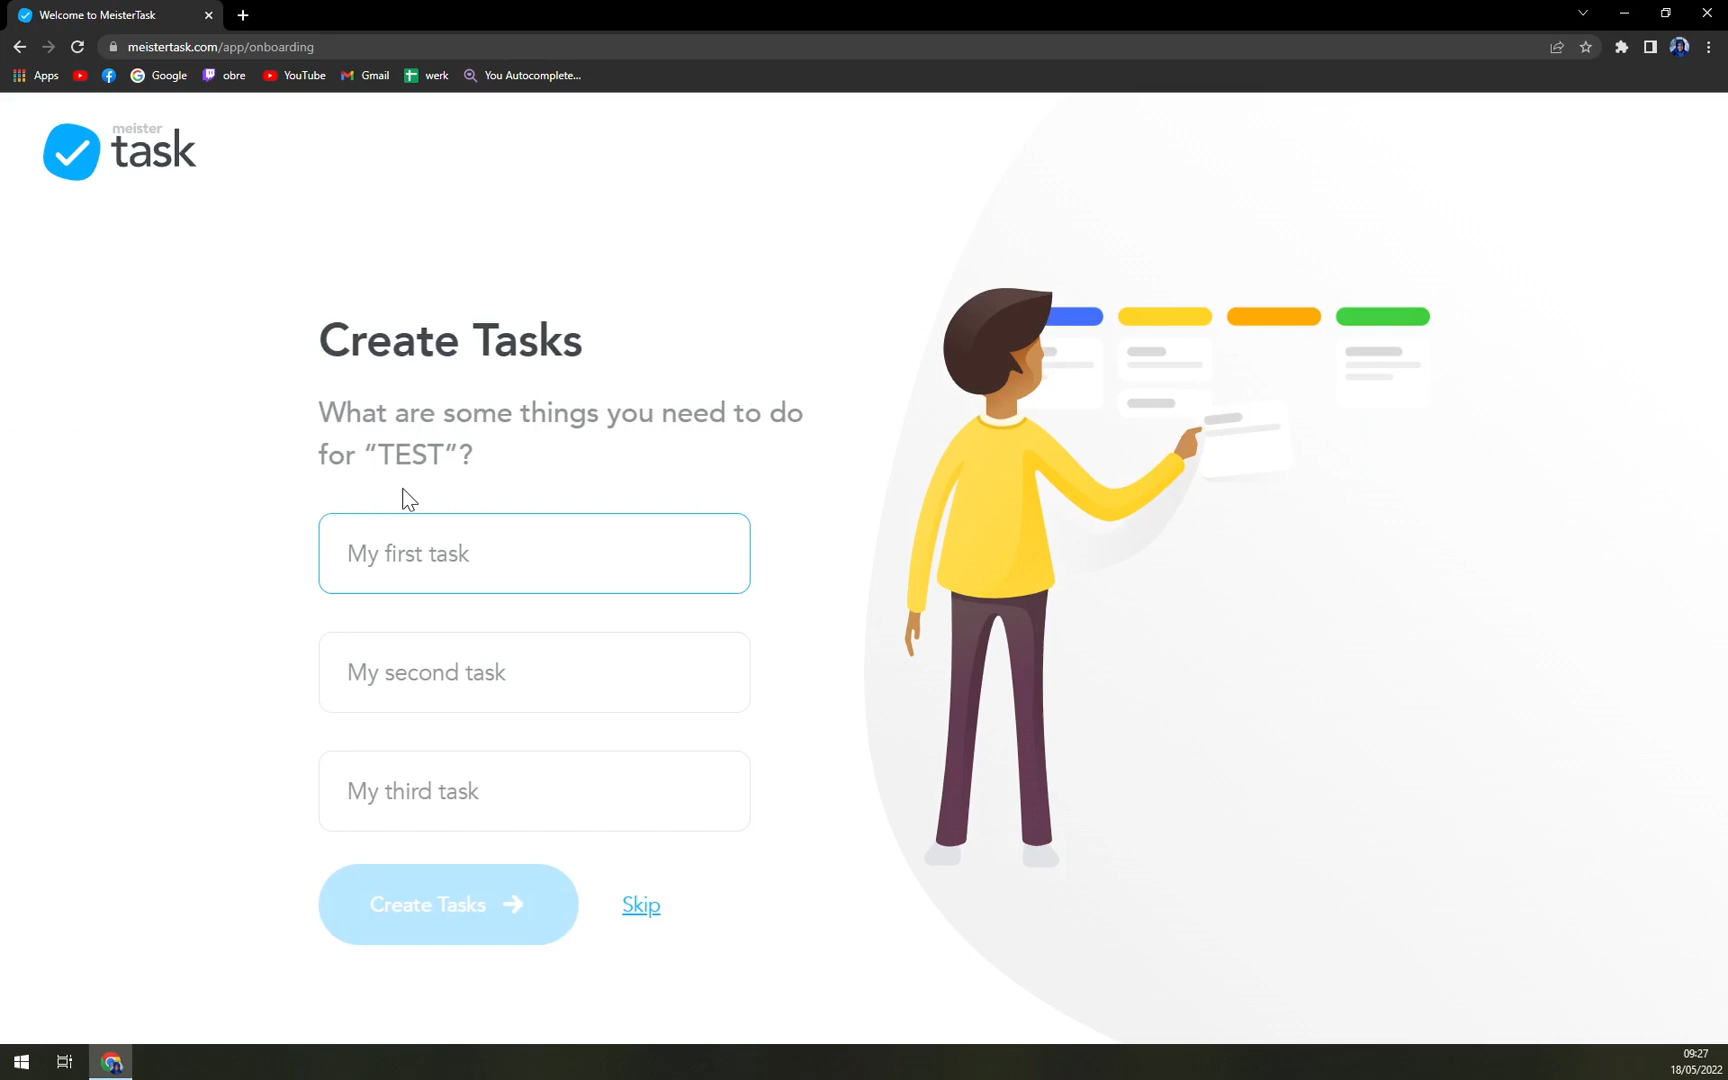 Welcome to MeisterTask
meistertask.com/app/onboarding
Apps
Google
obre
YouTube
Gmail
werk
You Autocomplete...
meister
task
Create Tasks
What are some things you need to do
for “TEST”?
My first task
My second task
My third task
Create Tasks
Skip
09:27
18/05/2022